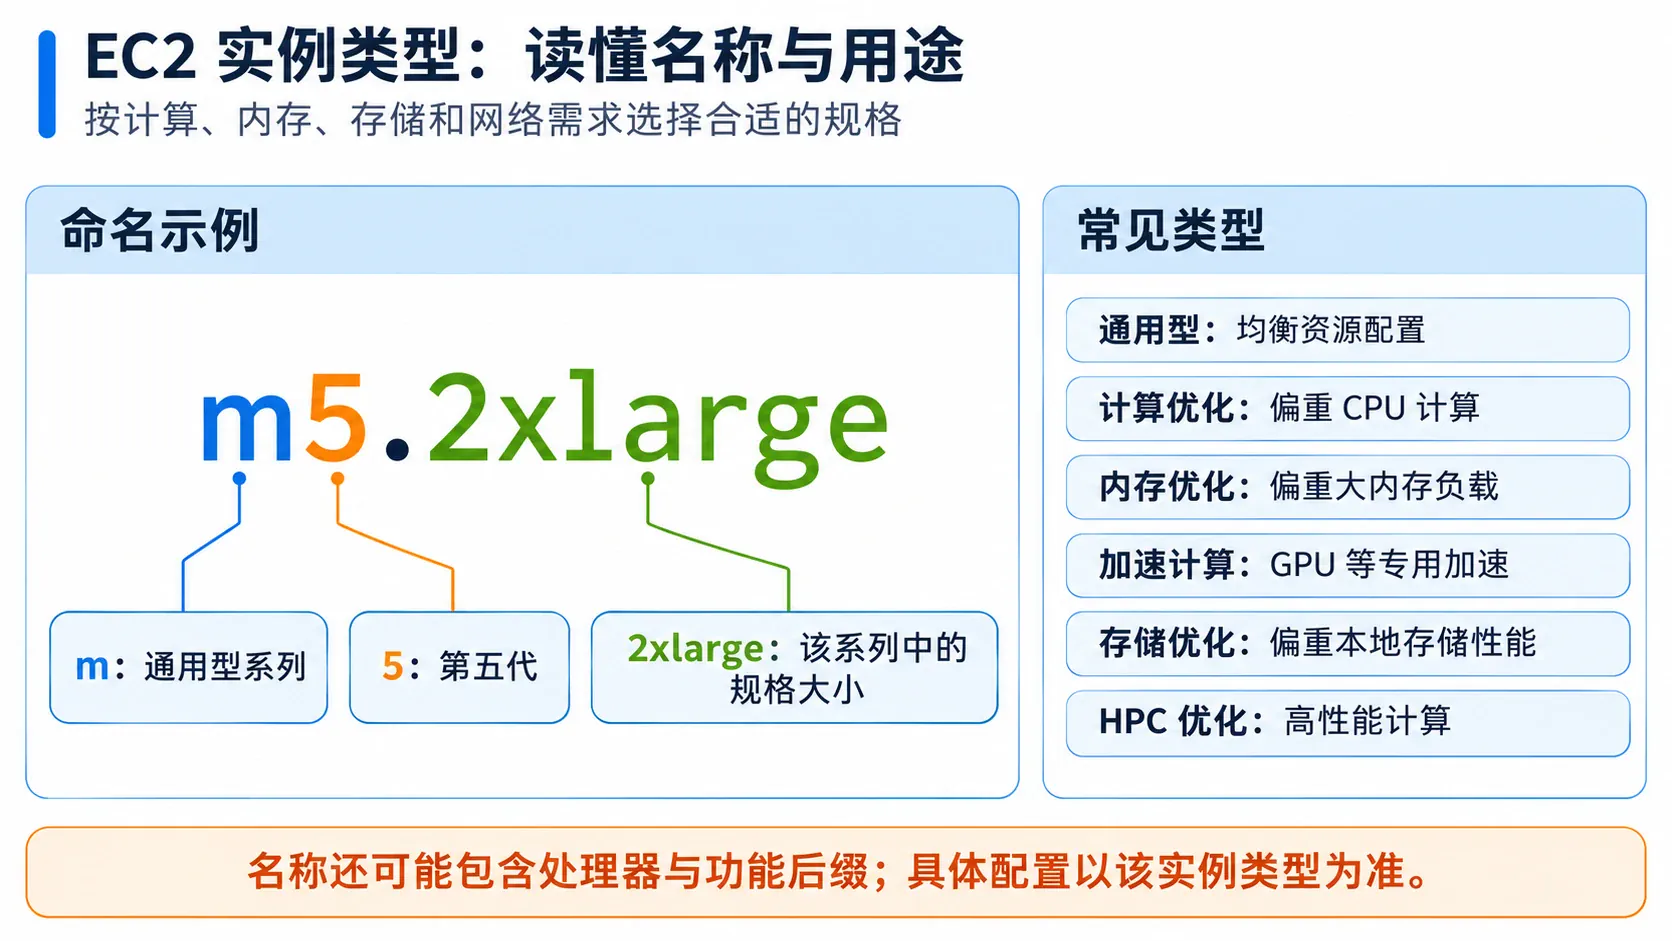 EC2 实例类型：读懂名称与用途
按计算、内存、存储和网络需求选择合适的规格
命名示例
m5.2xlarge
m：通用型系列
5：第五代
2xlarge：该系列中的
规格大小
常见类型
通用型：均衡资源配置
计算优化：偏重 CPU 计算
内存优化：偏重大内存负载
加速计算：GPU 等专用加速
存储优化：偏重本地存储性能
HPC 优化：高性能计算
名称还可能包含处理器与功能后缀；具体配置以该实例类型为准。